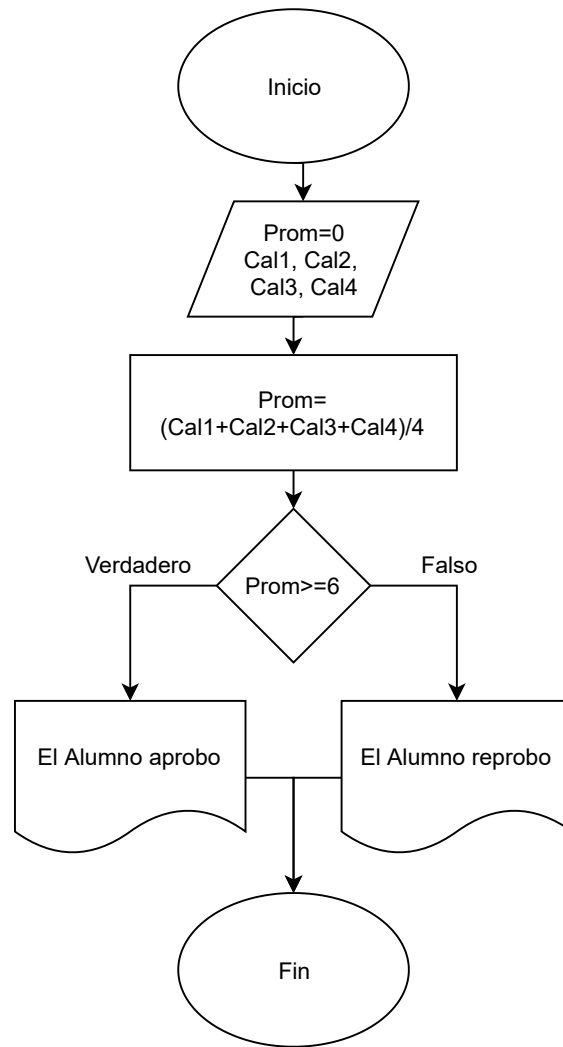 Inicio
Prom=0
Cal1, Cal2,
Cal3, Cal4
Prom=
(Cal1+Cal2+Cal3+Cal4)/4
Verdadero
Prom>=6
Falso
El Alumno aprobo
El Alumno reprobo
Fin